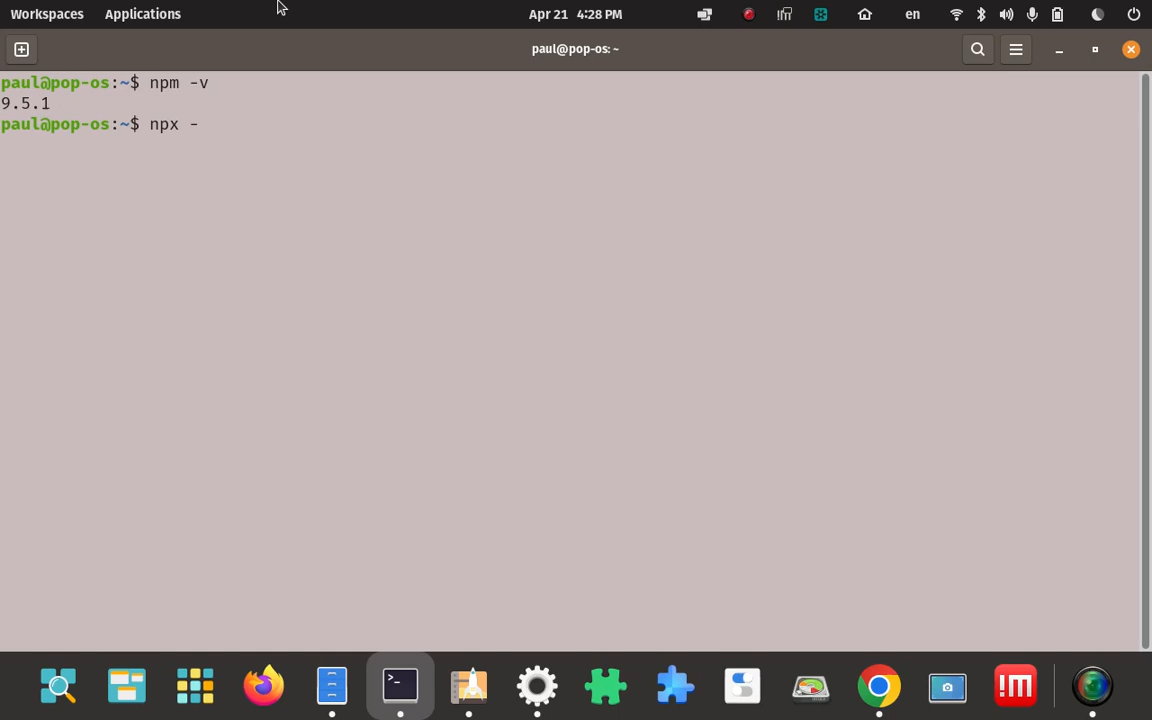 Workspaces Applications Apr 21 4:28 PM en
paul@pop-os: ~
paul@pop-os:~$ npm -v
9.5.1
paul@pop-os:~$ npx -
>_
!M